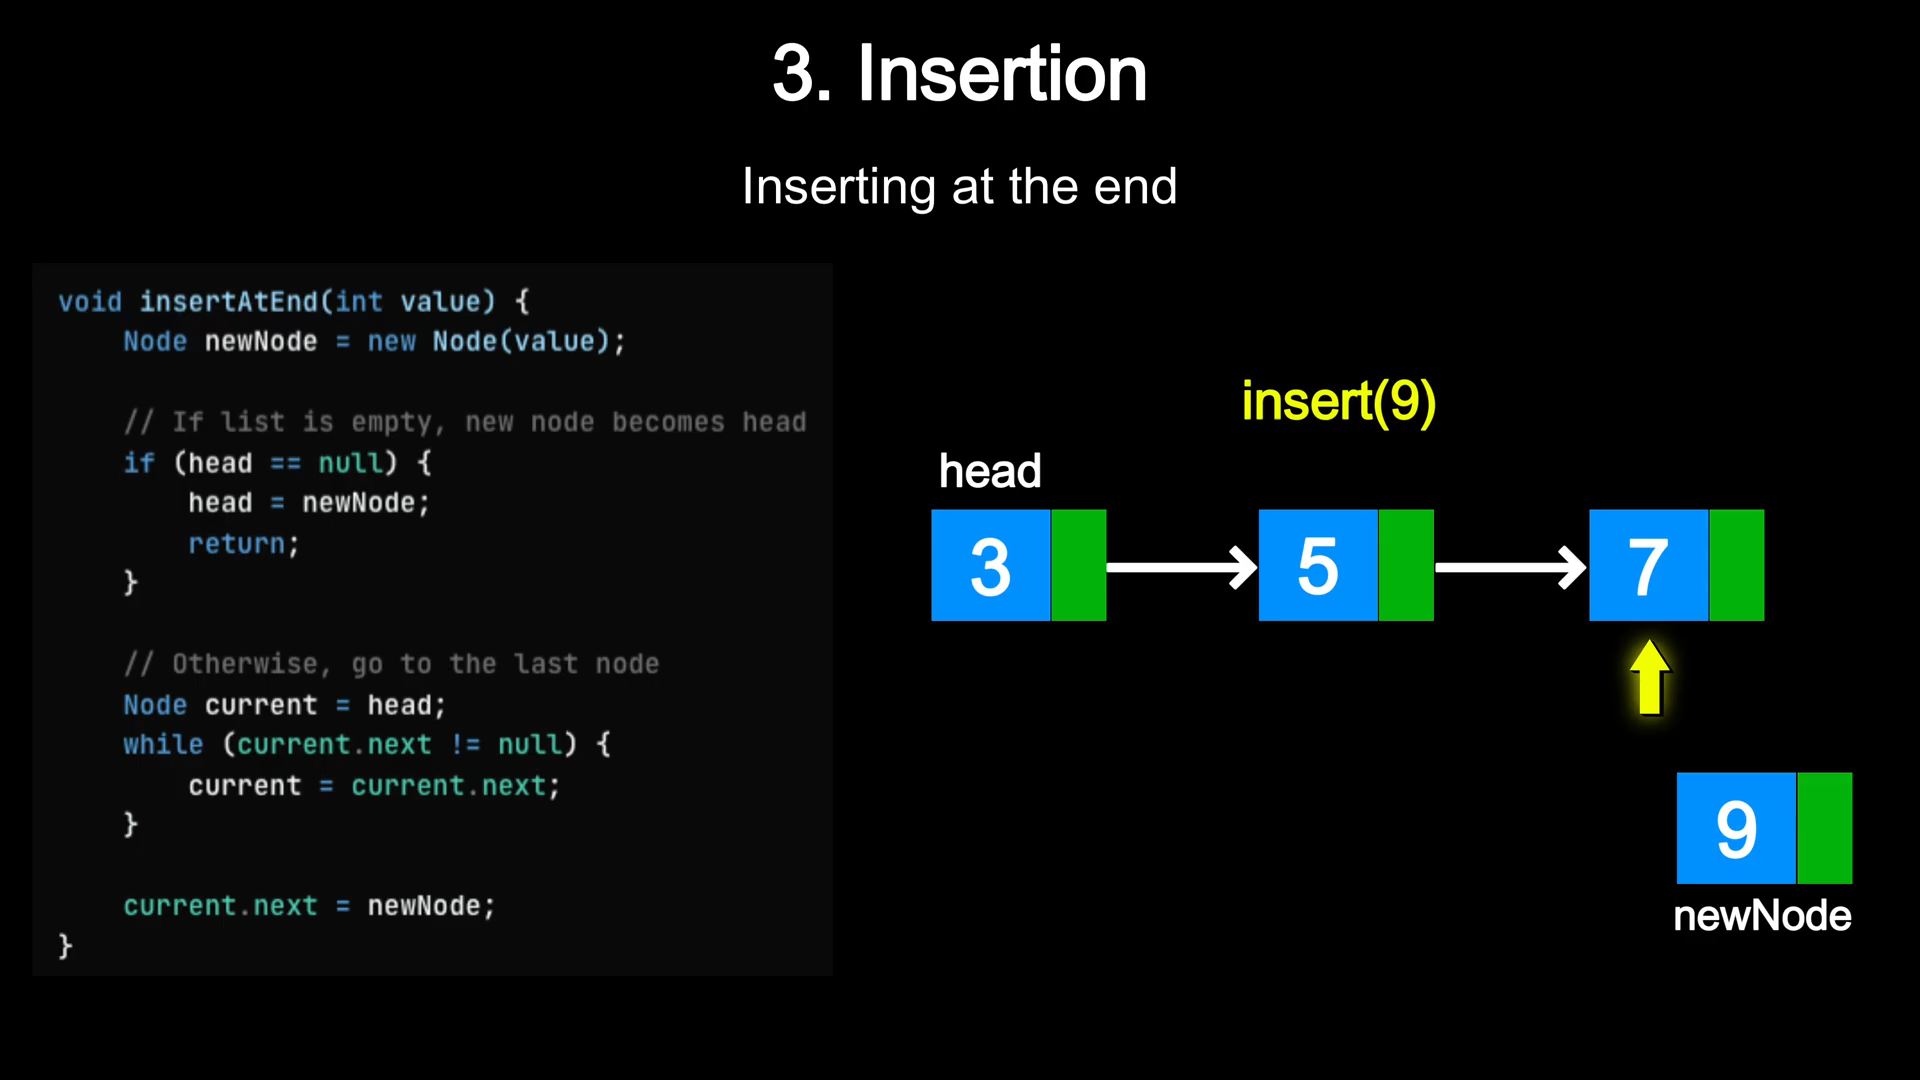 3. Insertion
Inserting at the end
void insertAtEnd(int value) {
    Node newNode = new Node(value);
    // If list is empty, new node becomes head
    if (head == null) {
        head = newNode;
        return;
    }
    // Otherwise, go to the last node
    Node current = head;
    while (current.next != null) {
        current = current.next;
    }
    current.next = newNode;
}
insert(9)
head
3 5 7
9
newNode